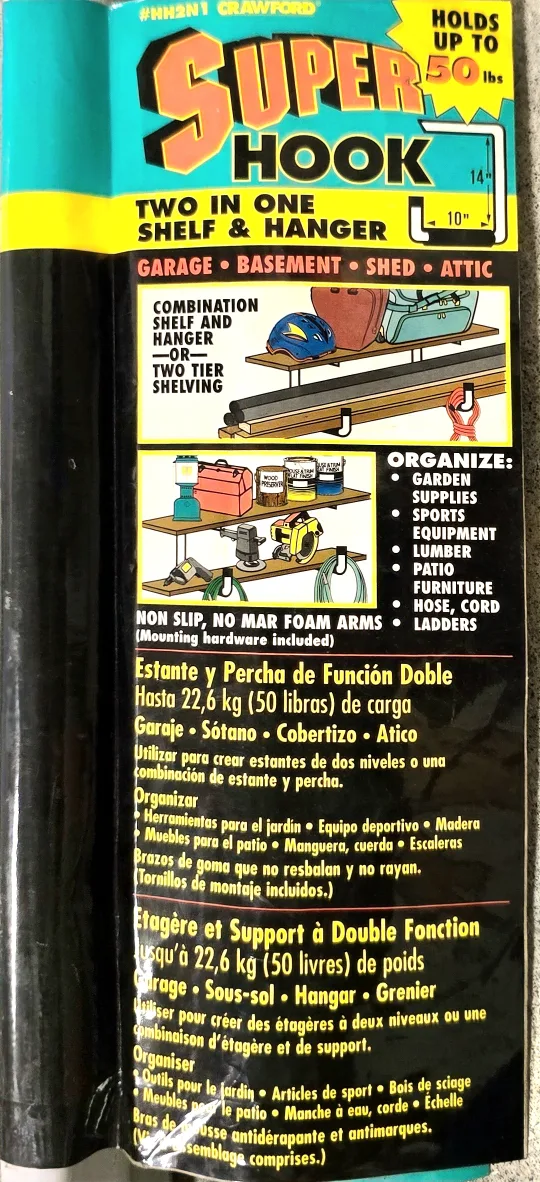 #HH2N1 CRAWFORD®
HOLDS
UP TO
50 lbs
SUPER
HOOK
14"
10"
TWO IN ONE
SHELF & HANGER
GARAGE • BASEMENT • SHED • ATTIC
COMBINATION
SHELF AND
HANGER
—OR—
TWO TIER
SHELVING
WOOD
PRESERVER
ORGANIZE:
• GARDEN
SUPPLIES
• SPORTS
EQUIPMENT
• LUMBER
• PATIO
FURNITURE
• HOSE, CORD
• LADDERS
NON SLIP, NO MAR FOAM ARMS
(Mounting hardware included)
Estante y Percha de Función Doble
Hasta 22,6 kg (50 libras) de carga
Garaje • Sótano • Cobertizo • Atico
Utilizar para crear estantes de dos niveles o una
combinación de estante y percha.
Organizar
• Herramientas para el jardin • Equipo deportivo • Madera
• Muebles para el patio • Manguera, cuerda • Escaleras
Brazos de goma que no resbalan y no rayan.
(Tornillos de montaje incluidos.)
Etagère et Support à Double Fonction
Jusqu'à 22,6 kg (50 livres) de poids
Garage • Sous-sol • Hangar • Grenier
Utiliser pour créer des étagères à deux niveaux ou une
combinaison d'étagère et de support.
Organiser
• Outils pour le jardin • Articles de sport • Bois de sciage
• Meubles pour le patio • Manche à eau, corde • Échelle
Bras de mousse antidérapante et antimarques.
comprises.)